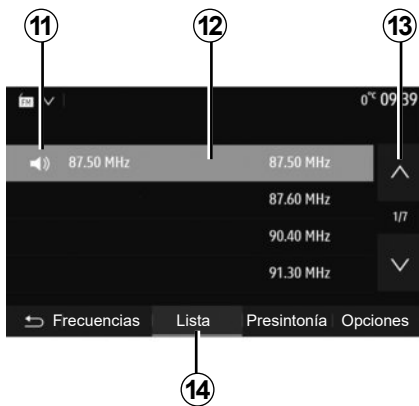 11 12 13
FM 0°C 09:39
87.50 MHz 87.50 MHz
87.60 MHz
1/7
90.40 MHz
91.30 MHz
Frecuencias Lista Presintonía Opciones
14